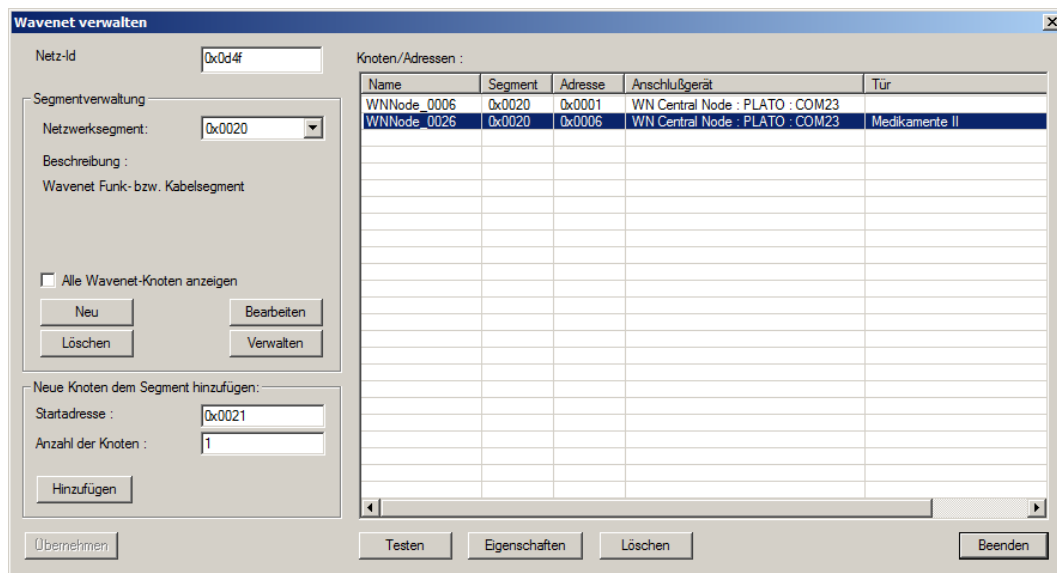 Wavenet verwalten
Netz-Id
0x0d4f
Segmentverwaltung
Netzwerksegment:
0x0020
Beschreibung :
Wavenet Funk- bzw. Kabelsegment
Alle Wavenet-Knoten anzeigen
Neu
Bearbeiten
Löschen
Verwalten
Neue Knoten dem Segment hinzufügen:
Startadresse :
0x0021
Anzahl der Knoten :
1
Hinzufügen
Übernehmen
Knoten/Adressen :
Name Segment Adresse Anschlußgerät Tür
WNNode_0006 0x0020 0x0001 WN Central Node : PLATO : COM23
WNNode_0026 0x0020 0x0006 WN Central Node : PLATO : COM23 Medikamente II
Testen
Eigenschaften
Löschen
Beenden